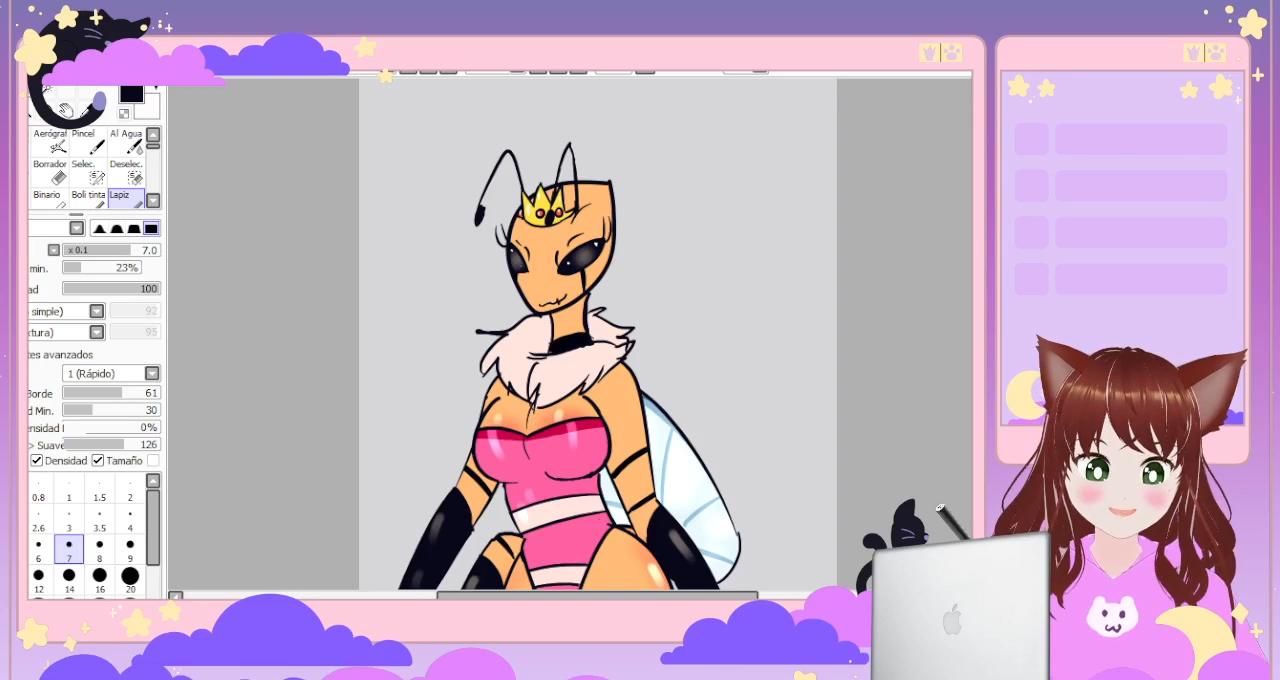 Aerógraf Pincel Al Agua
Borrador Selec. Deselec.
Binario Boli tinta Lapiz
x 0.1 7.0
min. 23%
ad 100
simple) 92
xtura) 95
tes avanzados
1 (Rápido)
Borde 61
d Min. 30
ensidad l 0%
> Suave 126
Densidad Tamaño
0.8 1 1.5 2
2.6 3 3.5 4
6 7 8 9
12 14 16 20